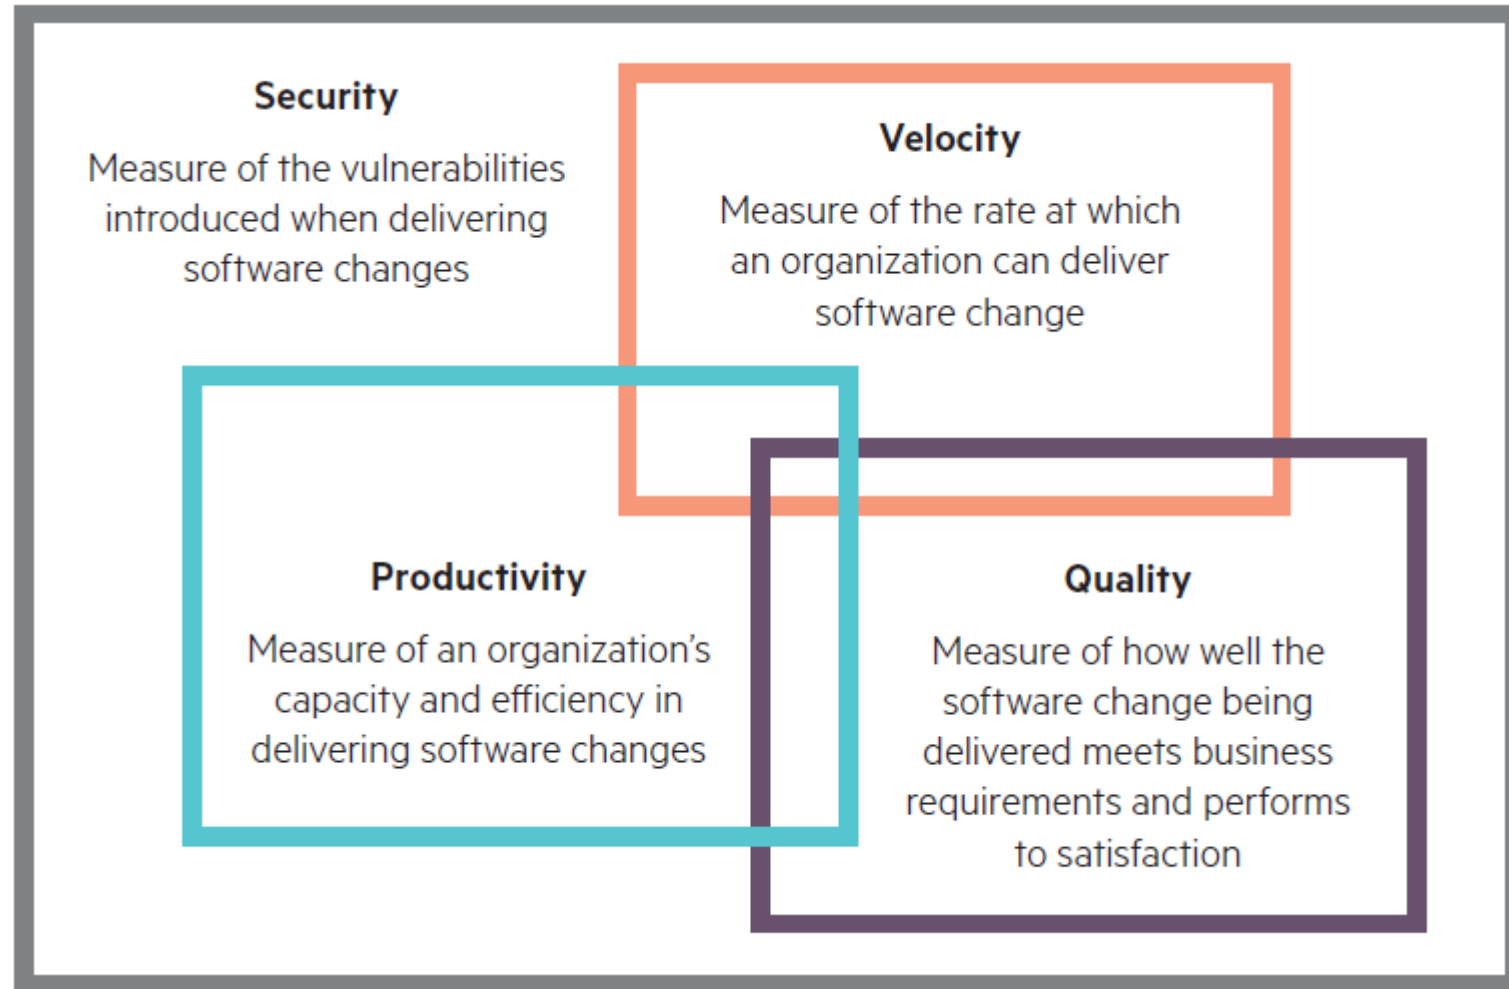 Security
Measure of the vulnerabilities
introduced when delivering
software changes
Velocity
Measure of the rate at which
an organization can deliver
software change
Productivity
Measure of an organization’s
capacity and efficiency in
delivering software changes
Quality
Measure of how well the
software change being
delivered meets business
requirements and performs
to satisfaction